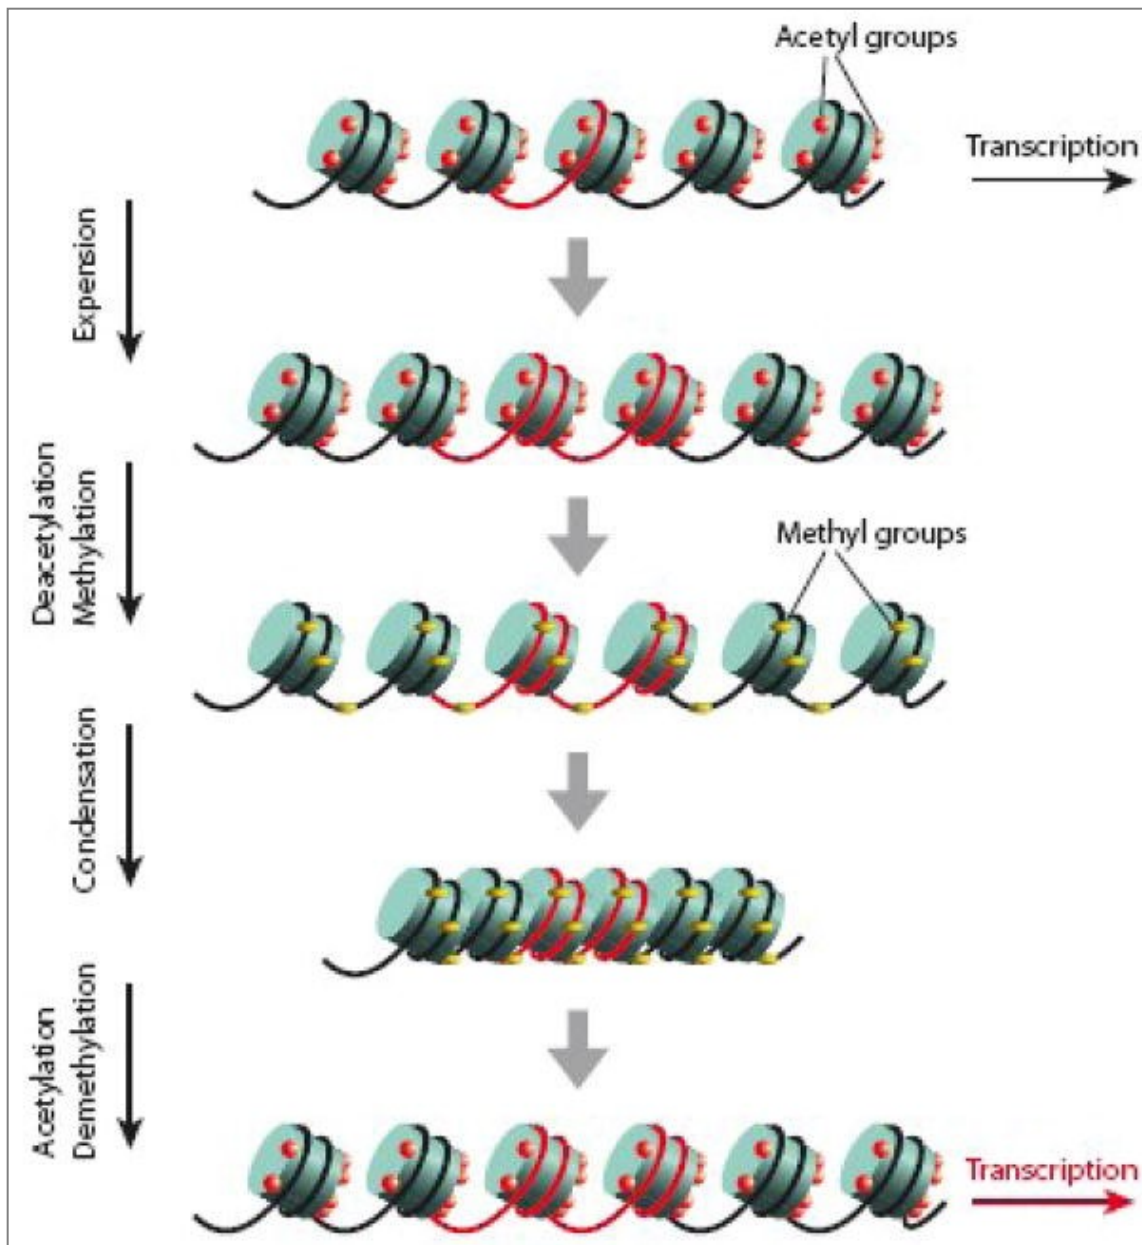 Acetyl groups
Transcription
Expension
Deacetylation
Methylation
Methyl groups
Condensation
Acetylation
Demethylation
Transcription